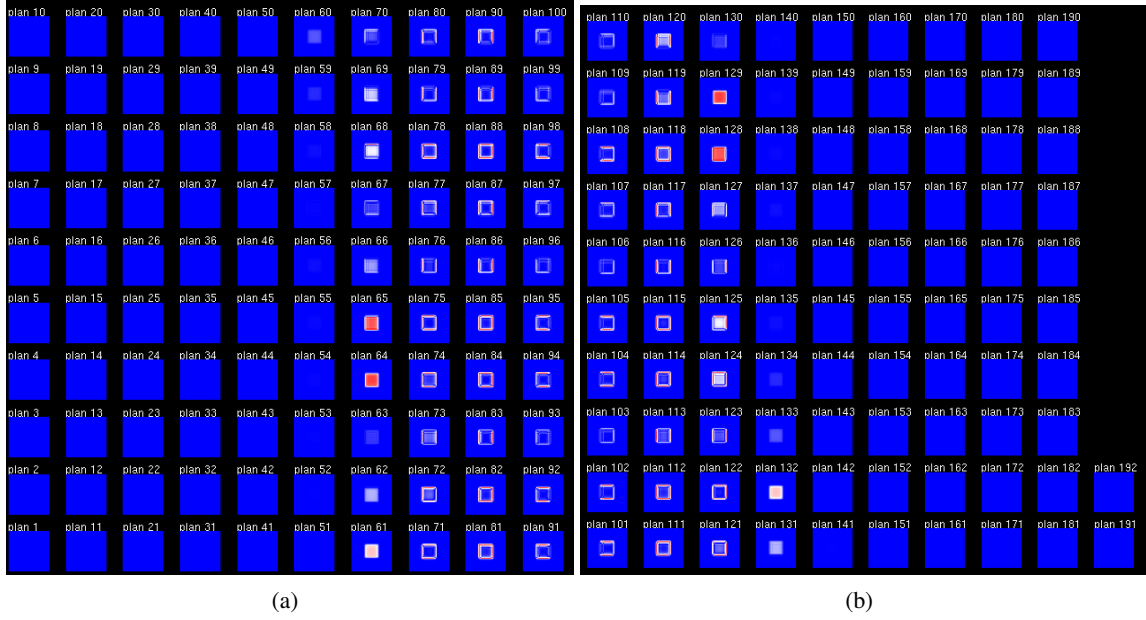 plan 10 plan 20 plan 30 plan 40 plan 50 plan 60 plan 70 plan 80 plan 90 plan 100
plan 9 plan 19 plan 29 plan 39 plan 49 plan 59 plan 69 plan 79 plan 89 plan 99
plan 8 plan 18 plan 28 plan 38 plan 48 plan 58 plan 68 plan 78 plan 88 plan 98
plan 7 plan 17 plan 27 plan 37 plan 47 plan 57 plan 67 plan 77 plan 87 plan 97
plan 6 plan 16 plan 26 plan 36 plan 46 plan 56 plan 66 plan 76 plan 86 plan 96
plan 5 plan 15 plan 25 plan 35 plan 45 plan 55 plan 65 plan 75 plan 85 plan 95
plan 4 plan 14 plan 24 plan 34 plan 44 plan 54 plan 64 plan 74 plan 84 plan 94
plan 3 plan 13 plan 23 plan 33 plan 43 plan 53 plan 63 plan 73 plan 83 plan 93
plan 2 plan 12 plan 22 plan 32 plan 42 plan 52 plan 62 plan 72 plan 82 plan 92
plan 1 plan 11 plan 21 plan 31 plan 41 plan 51 plan 61 plan 71 plan 81 plan 91
(a)
plan 110 plan 120 plan 130 plan 140 plan 150 plan 160 plan 170 plan 180 plan 190
plan 109 plan 119 plan 129 plan 139 plan 149 plan 159 plan 169 plan 179 plan 189
plan 108 plan 118 plan 128 plan 138 plan 148 plan 158 plan 168 plan 178 plan 188
plan 107 plan 117 plan 127 plan 137 plan 147 plan 157 plan 167 plan 177 plan 187
plan 106 plan 116 plan 126 plan 136 plan 146 plan 156 plan 166 plan 176 plan 186
plan 105 plan 115 plan 125 plan 135 plan 145 plan 155 plan 165 plan 175 plan 185
plan 104 plan 114 plan 124 plan 134 plan 144 plan 154 plan 164 plan 174 plan 184
plan 103 plan 113 plan 123 plan 133 plan 143 plan 153 plan 163 plan 173 plan 183
plan 102 plan 112 plan 122 plan 132 plan 142 plan 152 plan 162 plan 172 plan 182 plan 192
plan 101 plan 111 plan 121 plan 131 plan 141 plan 151 plan 161 plan 171 plan 181 plan 191
(b)